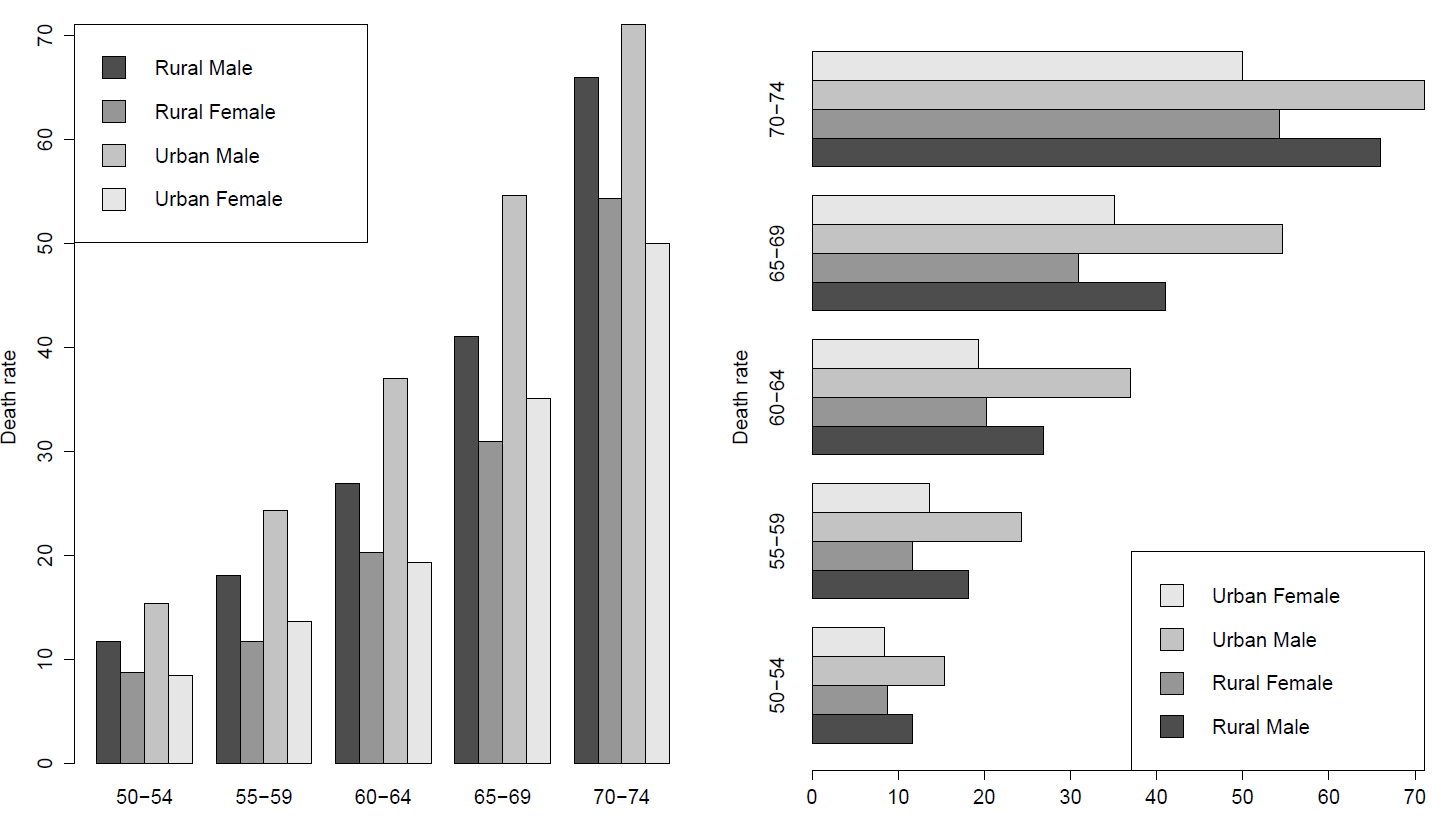 Death rate
70
60
50
40
30
20
10
0
Rural Male
Rural Female
Urban Male
Urban Female
50−54 55−59 60−64 65−69 70−74
Death rate
70−74
65−69
60−64
55−59
50−54
Urban Female
Urban Male
Rural Female
Rural Male
0 10 20 30 40 50 60 70